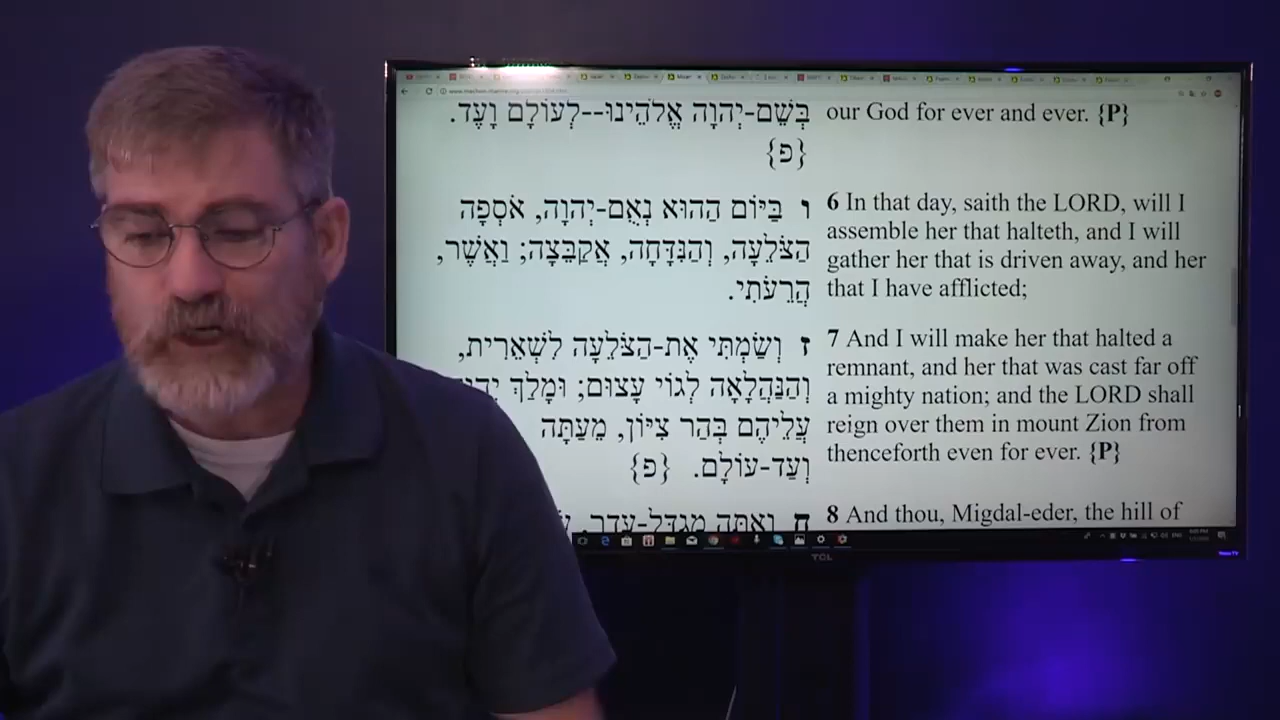 בְּשֵׁם-יְהוָה אֱלֹהֵינוּ--לְעוֹלָם וָעֶד.
{פ}
our God for ever and ever. {P}
ו בַּיּוֹם הַהוּא נְאֻם-יְהוָה, אֹסְפָה
הַצֹּלֵעָה, וְהַנִּדָּחָה, אֲקַבֵּצָה; וַאֲשֶׁר,
הֲרֵעֹתִי.
6 In that day, saith the LORD, will I
assemble her that halteth, and I will
gather her that is driven away, and her
that I have afflicted;
ז וְשַׂמְתִּי אֶת-הַצֹּלֵעָה לִשְׁאֵרִית,
וְהַנַּהֲלָאָה לְגוֹי עָצוּם; וּמָלַךְ
עֲלֵיהֶם בְּהַר צִיּוֹן, מֵעַתָּה
וְעַד-עוֹלָם. {פ}
7 And I will make her that halted a
remnant, and her that was cast far off
a mighty nation; and the LORD shall
reign over them in mount Zion from
thenceforth even for ever. {P}
ח וְאַתָּה מִגְדַּל-עֵדֶר,
8 And thou, Migdal-eder, the hill of
TCL